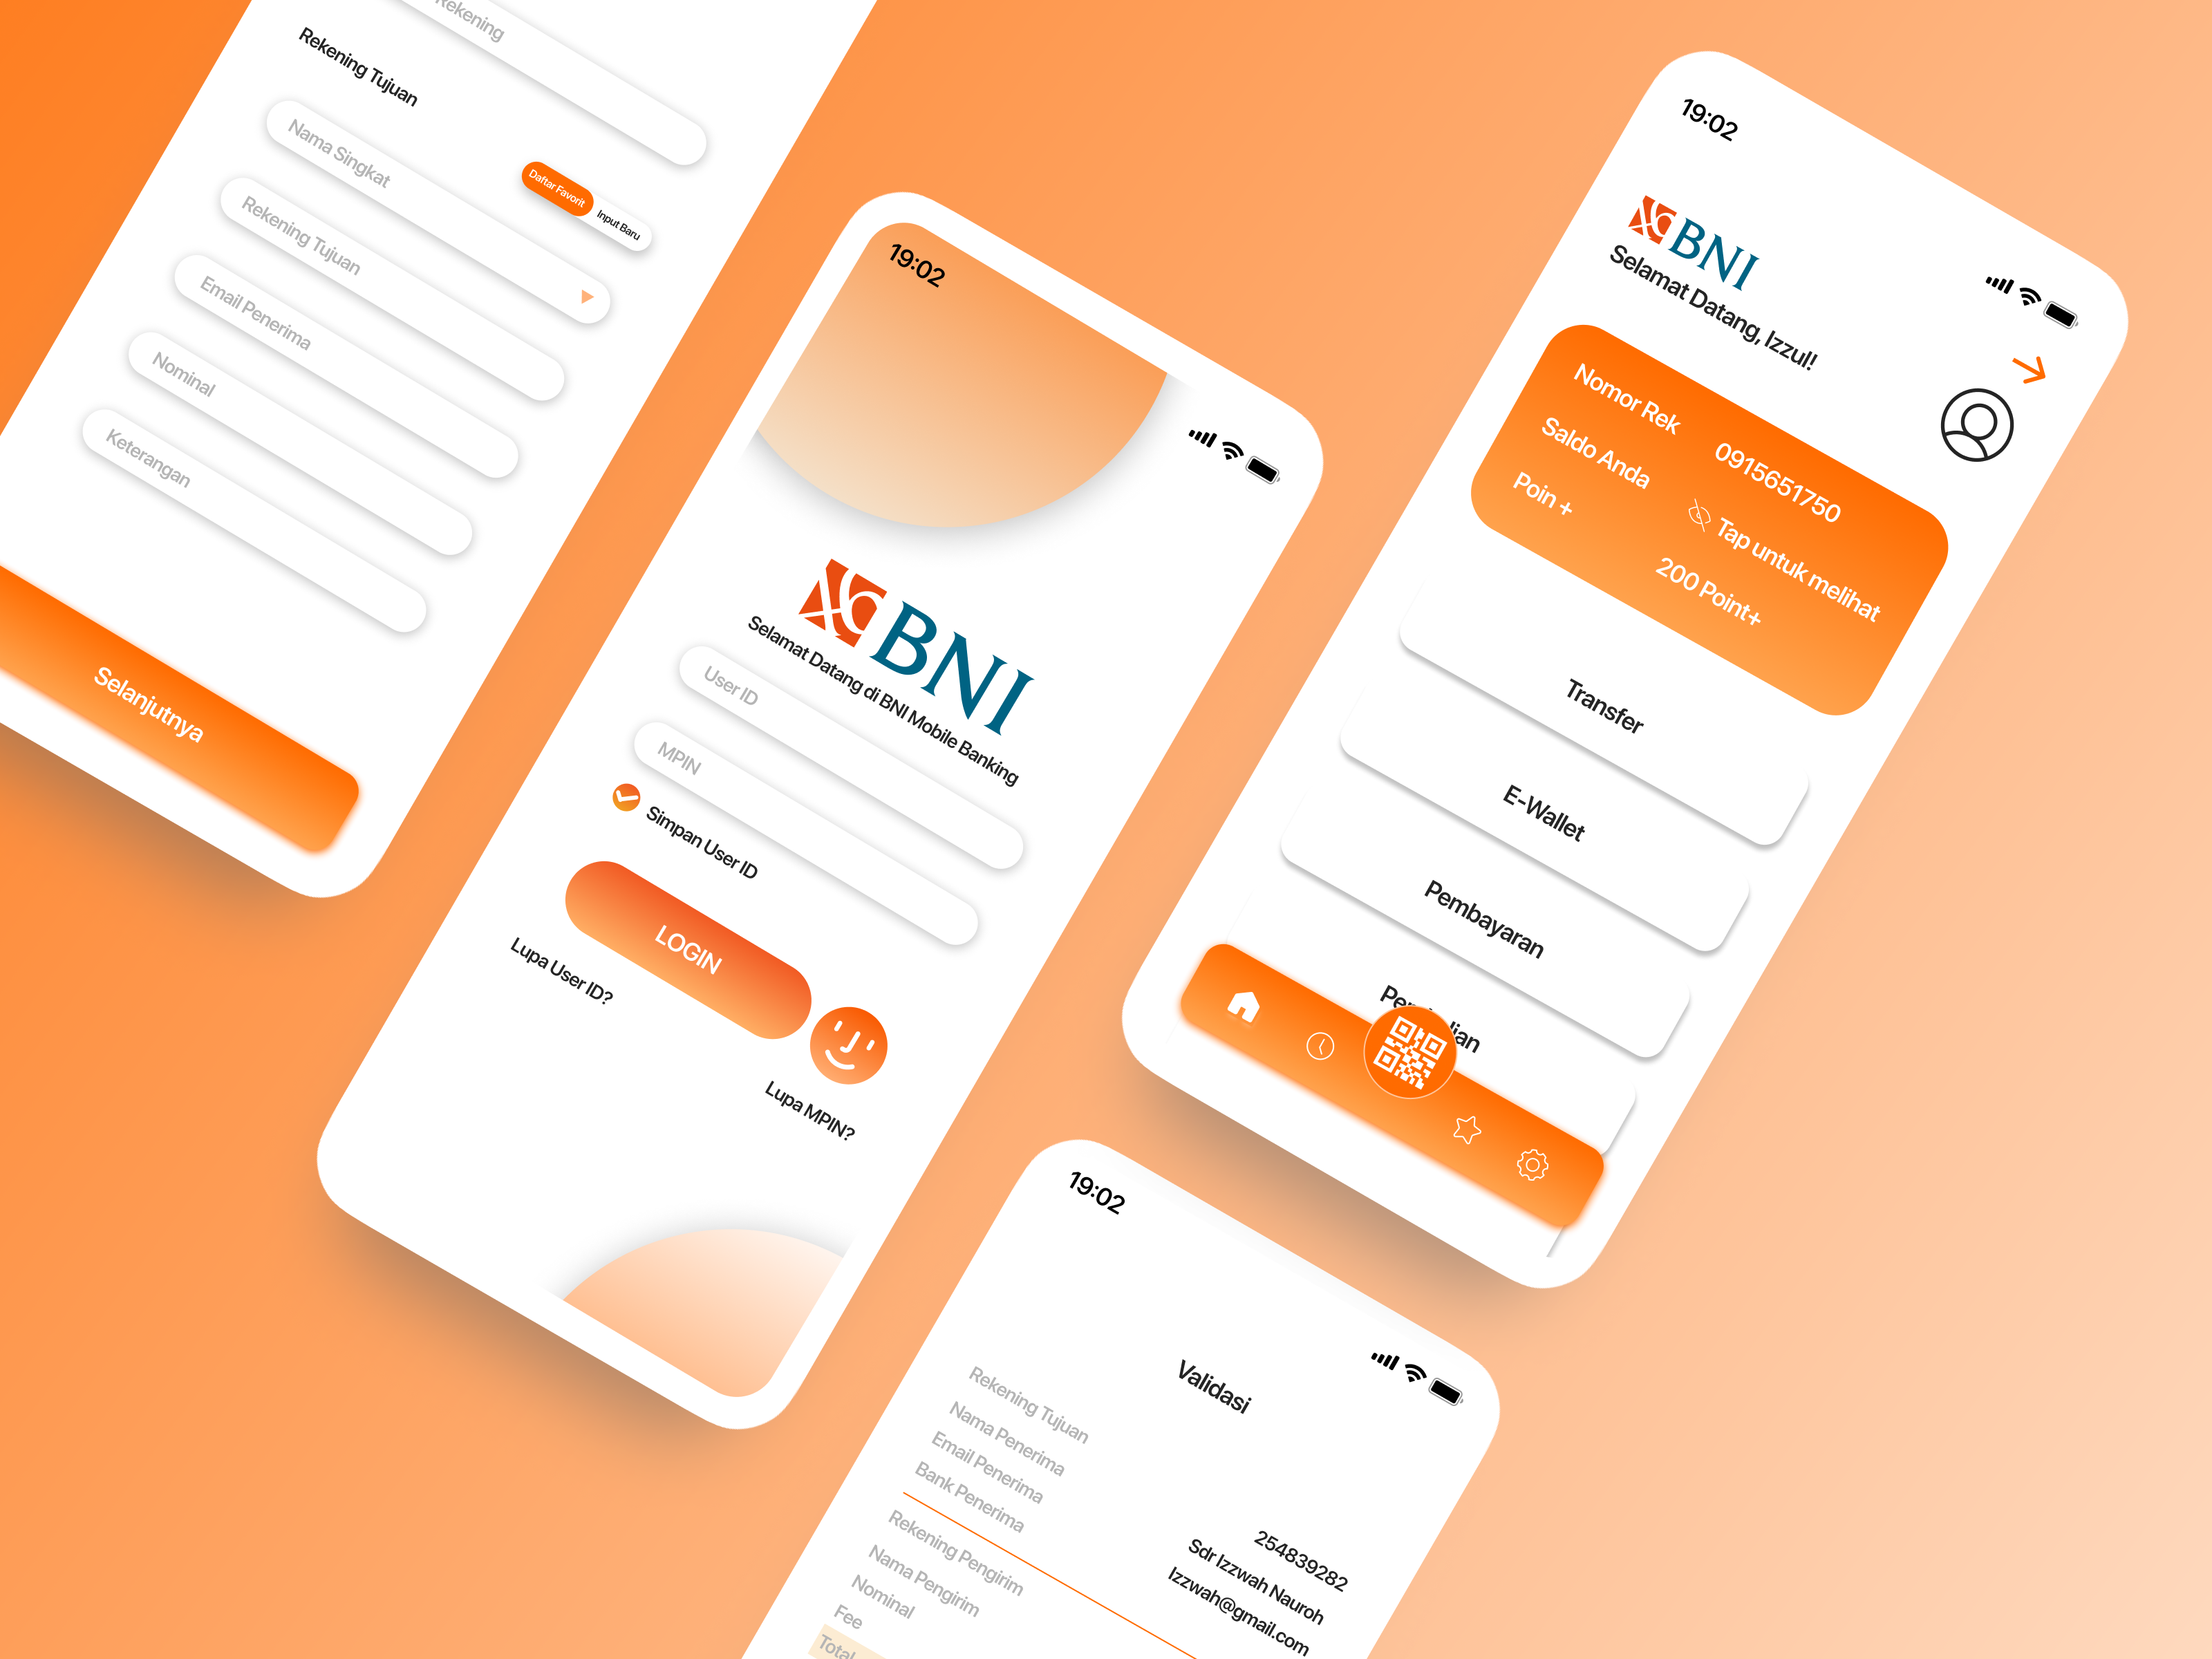 Rekening
Rekening Tujuan
Daftar Favorit
Input Baru
Nama Singkat
Rekening Tujuan
Email Penerima
Nominal
Keterangan
Selanjutnya
19:02
BNI
Selamat Datang di BNI Mobile Banking
User ID
MPIN
Simpan User ID
LOGIN
Lupa User ID?
Lupa MPIN?
19:02
BNI
Selamat Datang, Izzul!
Nomor Rek 0915651750
Saldo Anda Tap untuk melihat
Poin + 200 Point+
Transfer
E-Wallet
Pembayaran
19:02
Validasi
Rekening Tujuan 254839282
Nama Penerima Sdr Izzwah Nauroh
Email Penerima Izzwah@gmail.com
Bank Penerima
Rekening Pengirim
Nama Pengirim
Nominal
Fee
Total